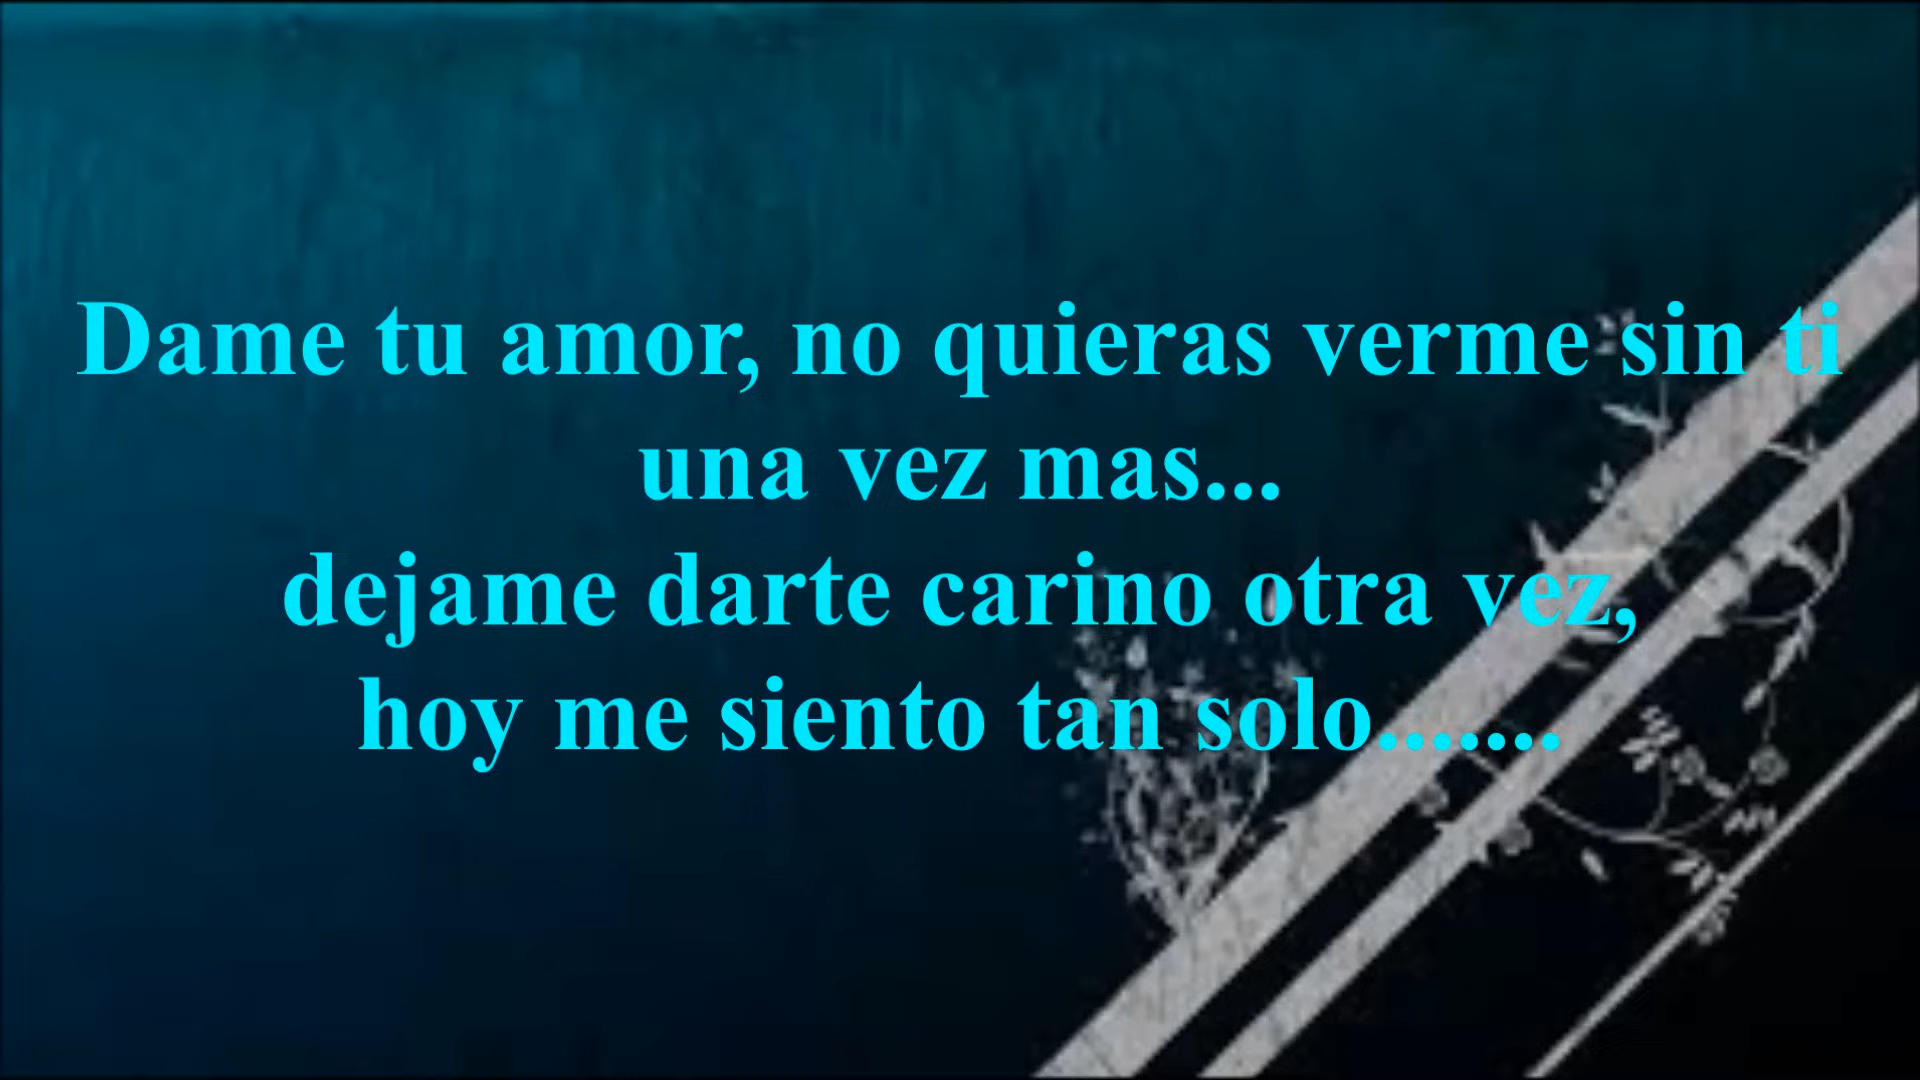 Dame tu amor, no quieras verme sin ti
una vez mas...
dejame darte carino otra vez,
hoy me siento tan solo.......